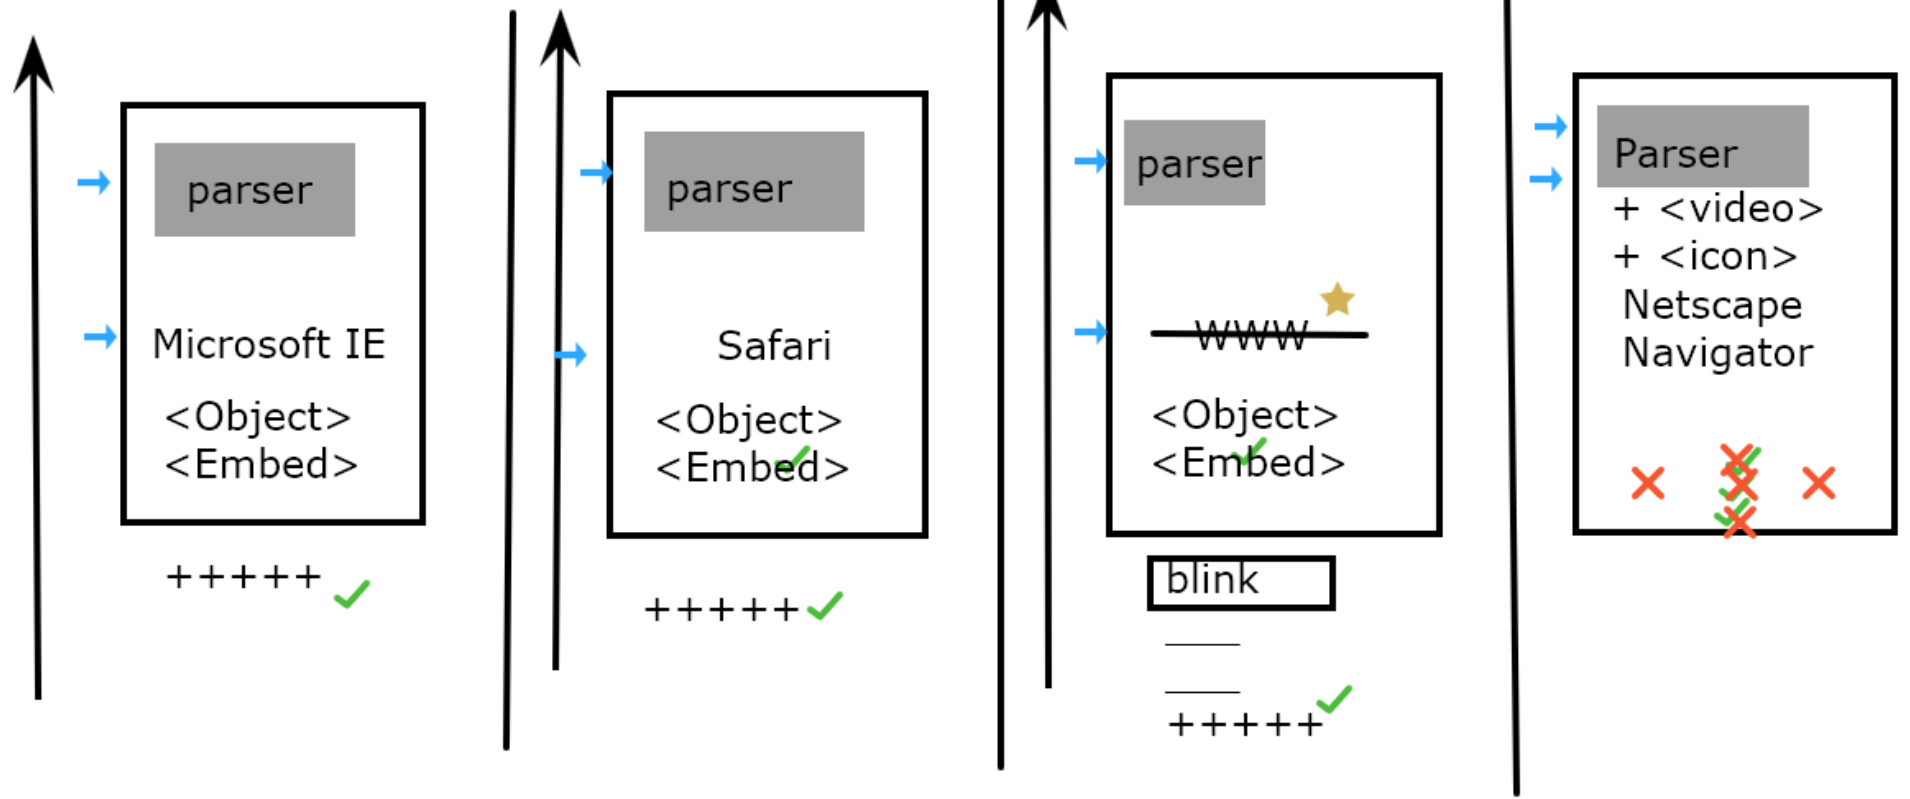 parser
Microsoft IE
<Object>
<Embed>
+++++
parser
Safari
<Object>
<Embed>
+++++
parser
WWW
<Object>
<Embed>
blink
+++++
Parser
+ <video>
+ <icon>
Netscape
Navigator